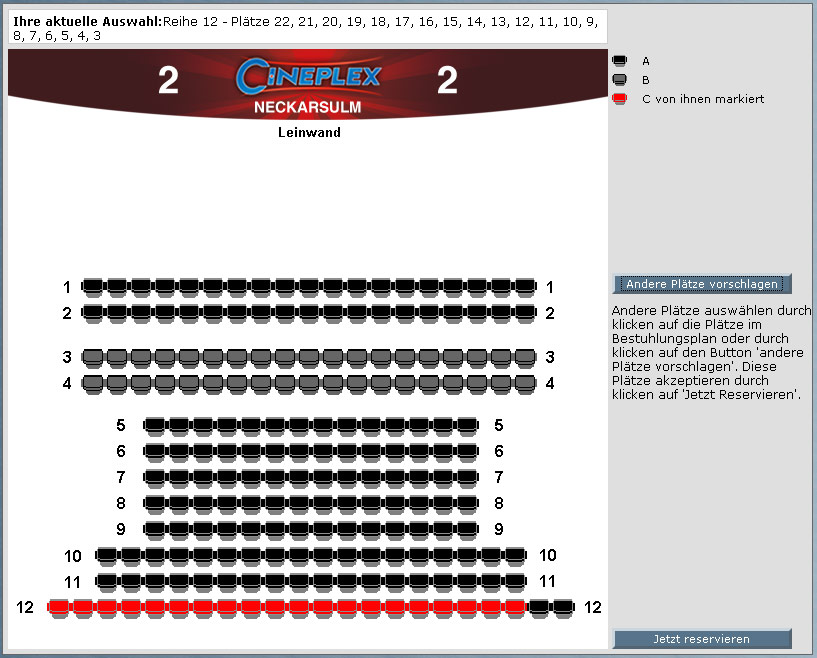 Ihre aktuelle Auswahl:Reihe 12 - Plätze 22, 21, 20, 19, 18, 17, 16, 15, 14, 13, 12, 11, 10, 9,
8, 7, 6, 5, 4, 3
2 CINEPLEX 2
NECKARSULM
Leinwand
A
B
C von ihnen markiert
1 1
2 2
3 3
4 4
5 5
6 6
7 7
8 8
9 9
10 10
11 11
12 12
Andere Plätze vorschlagen
Andere Plätze auswählen durch
klicken auf die Plätze im
Bestuhlungsplan oder durch
klicken auf den Button 'andere
Plätze vorschlagen'. Diese
Plätze akzeptieren durch
klicken auf 'Jetzt Reservieren'.
Jetzt reservieren